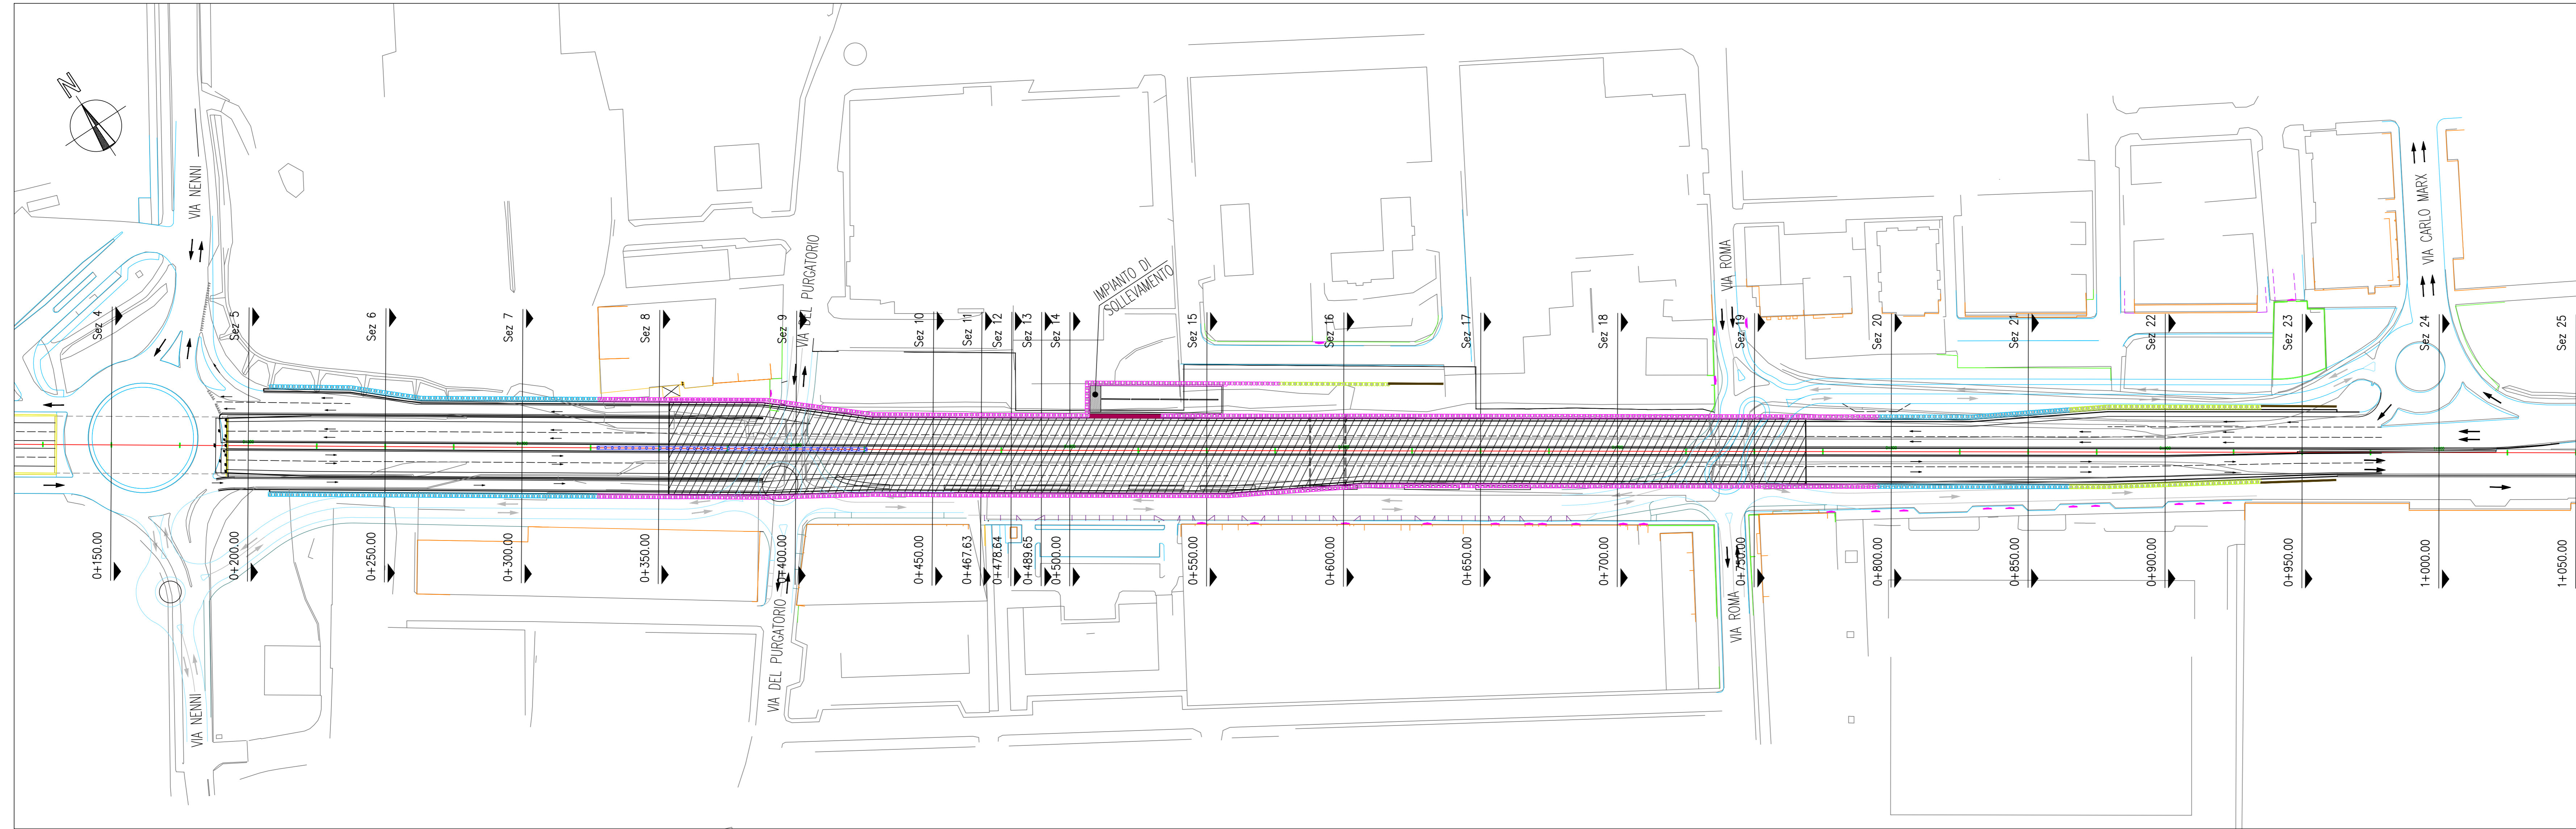 N
VIA NENNI
VIA DEL PURGATORIO
IMPIANTO DI
SOLLEVAMENTO
VIA ROMA
VIA CARLO MARX
Sez 4
Sez 5
Sez 6
Sez 7
Sez 8
Sez 9
Sez 10
Sez 11
Sez 12
Sez 13
Sez 14
Sez 15
Sez 16
Sez 17
Sez 18
Sez 19
Sez 20
Sez 21
Sez 22
Sez 23
Sez 24
Sez 25
0+150.00
0+200.00
0+250.00
0+300.00
0+350.00
0+400.00
0+450.00
0+467.63
0+478.64
0+489.65
0+500.00
0+550.00
0+600.00
0+650.00
0+700.00
0+750.00
0+800.00
0+850.00
0+900.00
0+950.00
1+000.00
1+050.00
VIA NENNI
VIA DEL PURGATORIO
VIA ROMA